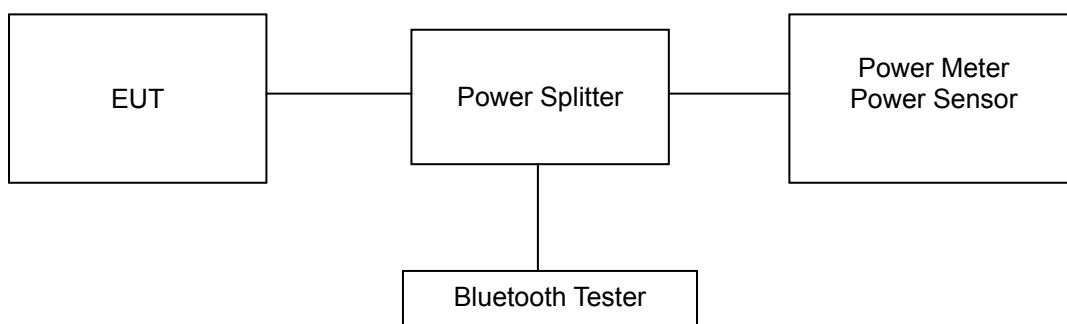 EUT
Power Splitter
Power Meter
Power Sensor
Bluetooth Tester